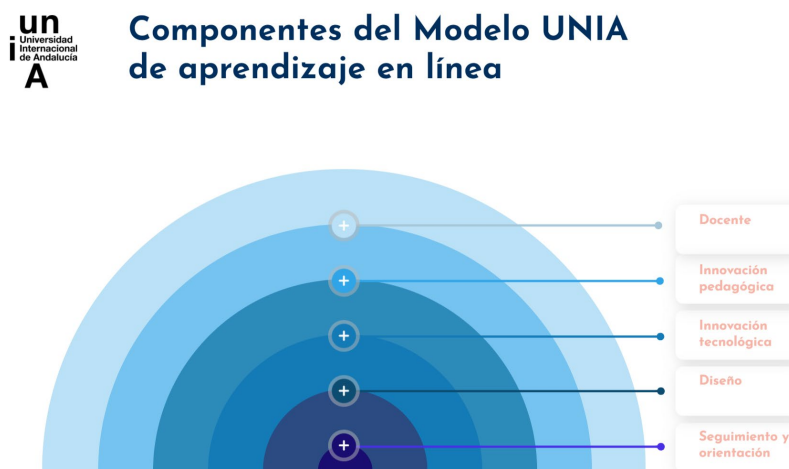 un
i Universidad
Internacional
de Andalucía
A
Componentes del Modelo UNIA
de aprendizaje en línea
Docente
Innovación
pedagógica
Innovación
tecnológica
Diseño
Seguimiento y
orientación